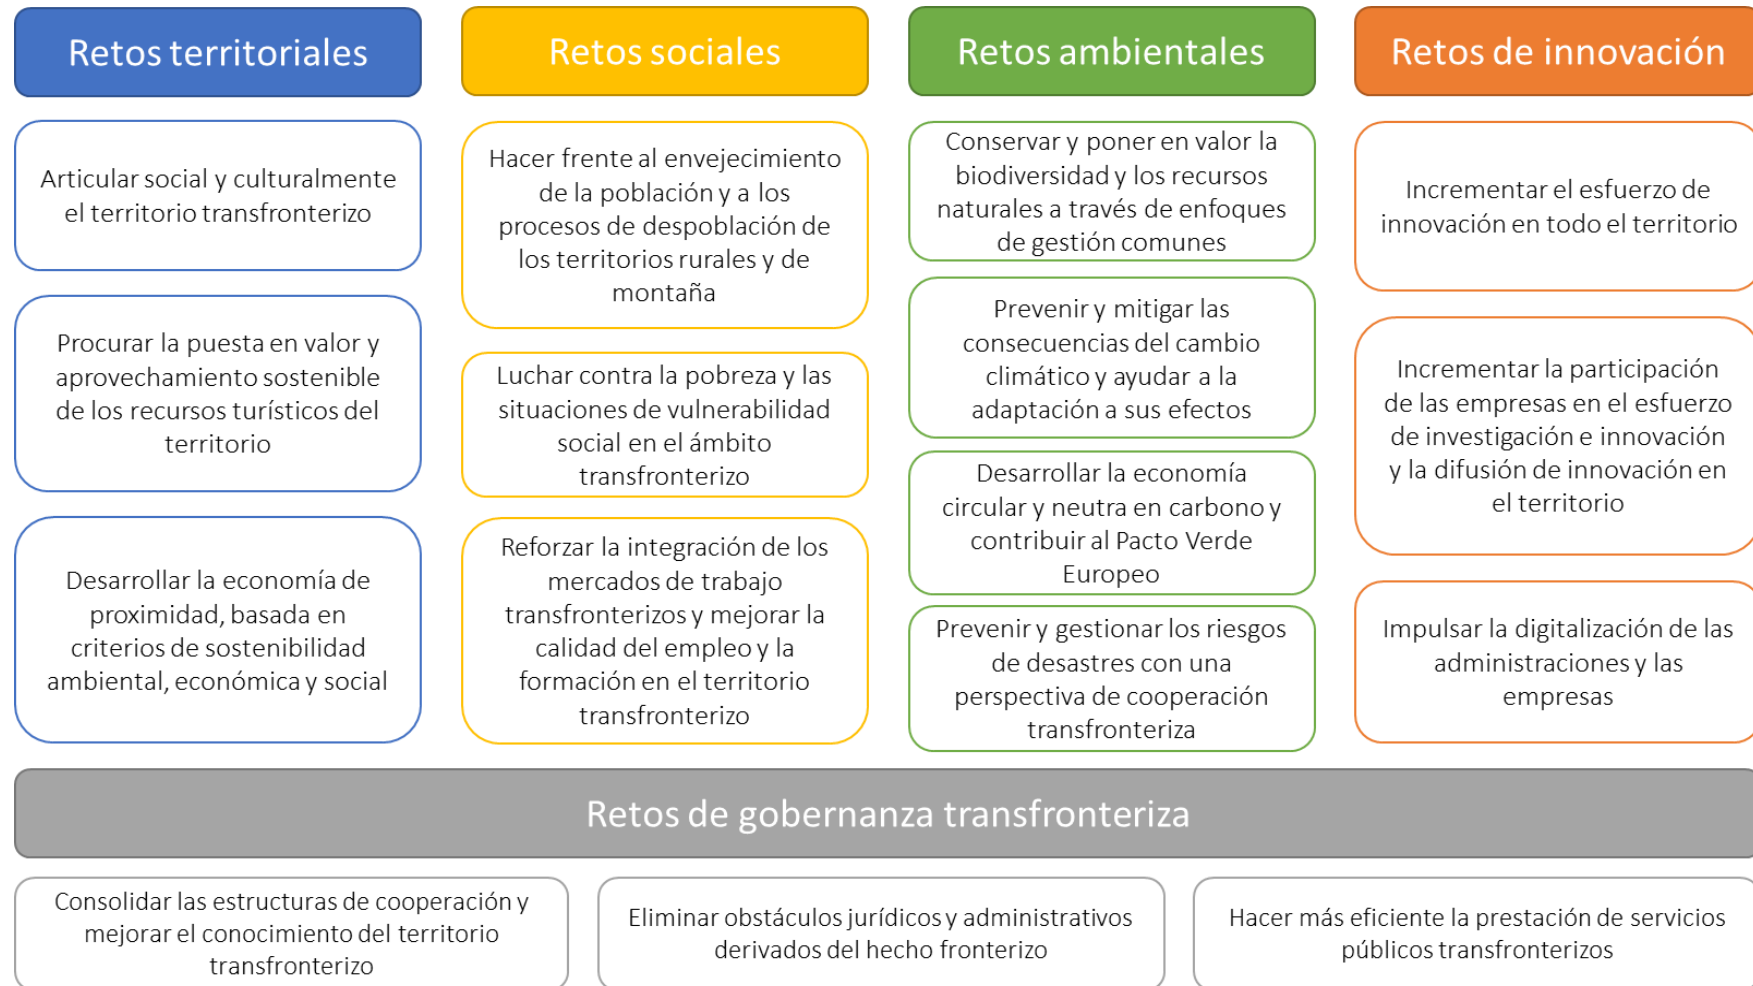 Retos territoriales
Articular social y culturalmente
el territorio transfronterizo
Procurar la puesta en valor y
aprovechamiento sostenible
de los recursos turísticos del
territorio
Desarrollar la economía de
proximidad, basada en
criterios de sostenibilidad
ambiental, económica y social
Retos sociales
Hacer frente al envejecimiento
de la población y a los
procesos de despoblación de
los territorios rurales y de
montaña
Luchar contra la pobreza y las
situaciones de vulnerabilidad
social en el ámbito
transfronterizo
Reforzar la integración de los
mercados de trabajo
transfronterizos y mejorar la
calidad del empleo y la
formación en el territorio
transfronterizo
Retos ambientales
Conservar y poner en valor la
biodiversidad y los recursos
naturales a través de enfoques
de gestión comunes
Prevenir y mitigar las
consecuencias del cambio
climático y ayudar a la
adaptación a sus efectos
Desarrollar la economía
circular y neutra en carbono y
contribuir al Pacto Verde
Europeo
Prevenir y gestionar los riesgos
de desastres con una
perspectiva de cooperación
transfronteriza
Retos de innovación
Incrementar el esfuerzo de
innovación en todo el territorio
Incrementar la participación
de las empresas en el esfuerzo
de investigación e innovación
y la difusión de innovación en
el territorio
Impulsar la digitalización de las
administraciones y las
empresas
Retos de gobernanza transfronteriza
Consolidar las estructuras de cooperación y
mejorar el conocimiento del territorio
transfronterizo
Eliminar obstáculos jurídicos y administrativos
derivados del hecho fronterizo
Hacer más eficiente la prestación de servicios
públicos transfronterizos